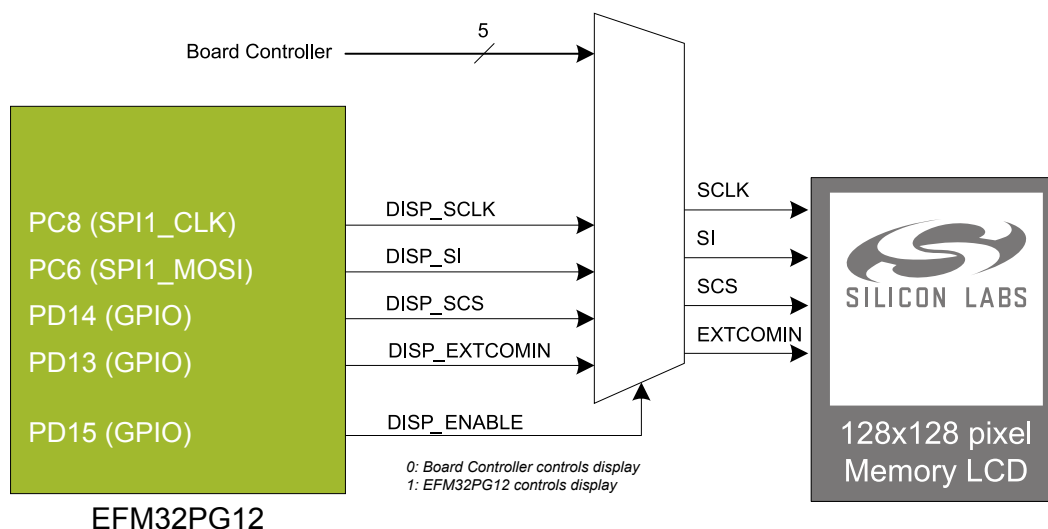 5
Board Controller
PC8 (SPI1_CLK)
PC6 (SPI1_MOSI)
PD14 (GPIO)
PD13 (GPIO)
PD15 (GPIO)
EFM32PG12
DISP_SCLK
DISP_SI
DISP_SCS
DISP_EXTCOMIN
DISP_ENABLE
0: Board Controller controls display
1: EFM32PG12 controls display
SCLK
SI
SCS
EXTCOMIN
SILICON LABS
128x128 pixel
Memory LCD